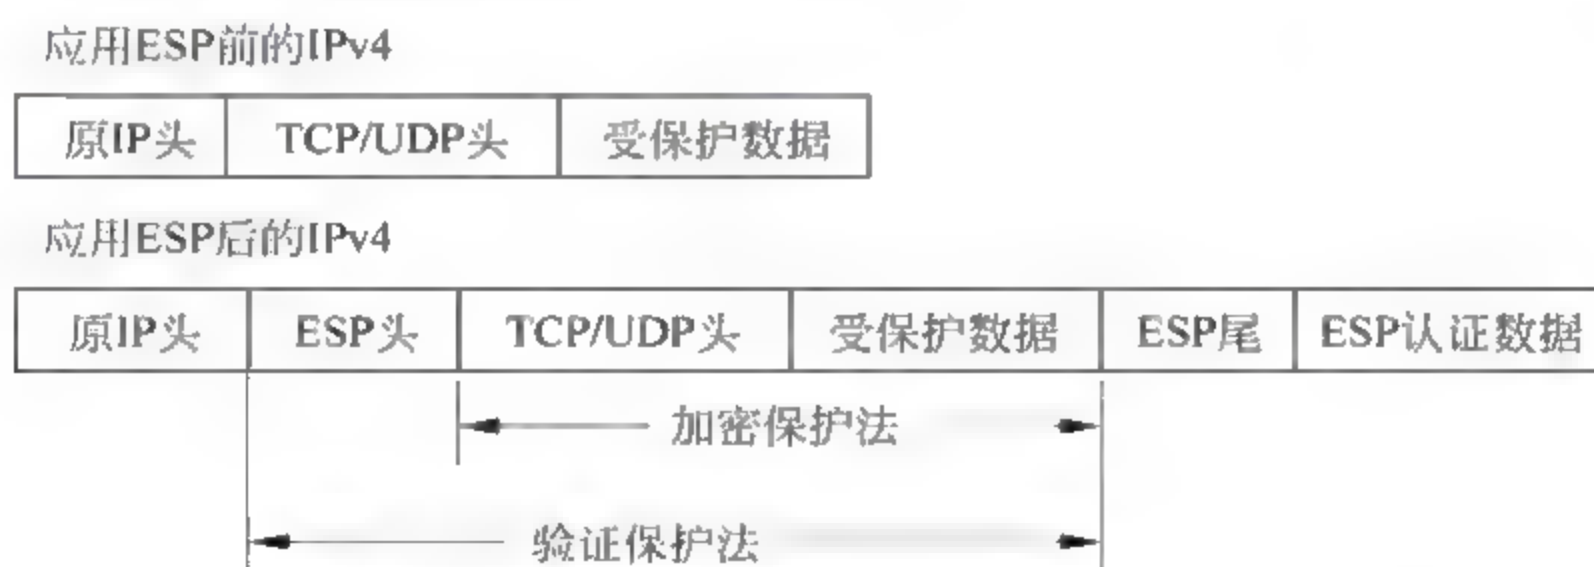 应用ESP前的IPv4
原IP头 TCP/UDP头 受保护数据
应用ESP后的IPv4
原IP头 ESP头 TCP/UDP头 受保护数据 ESP尾 ESP认证数据
加密保护法
验证保护法